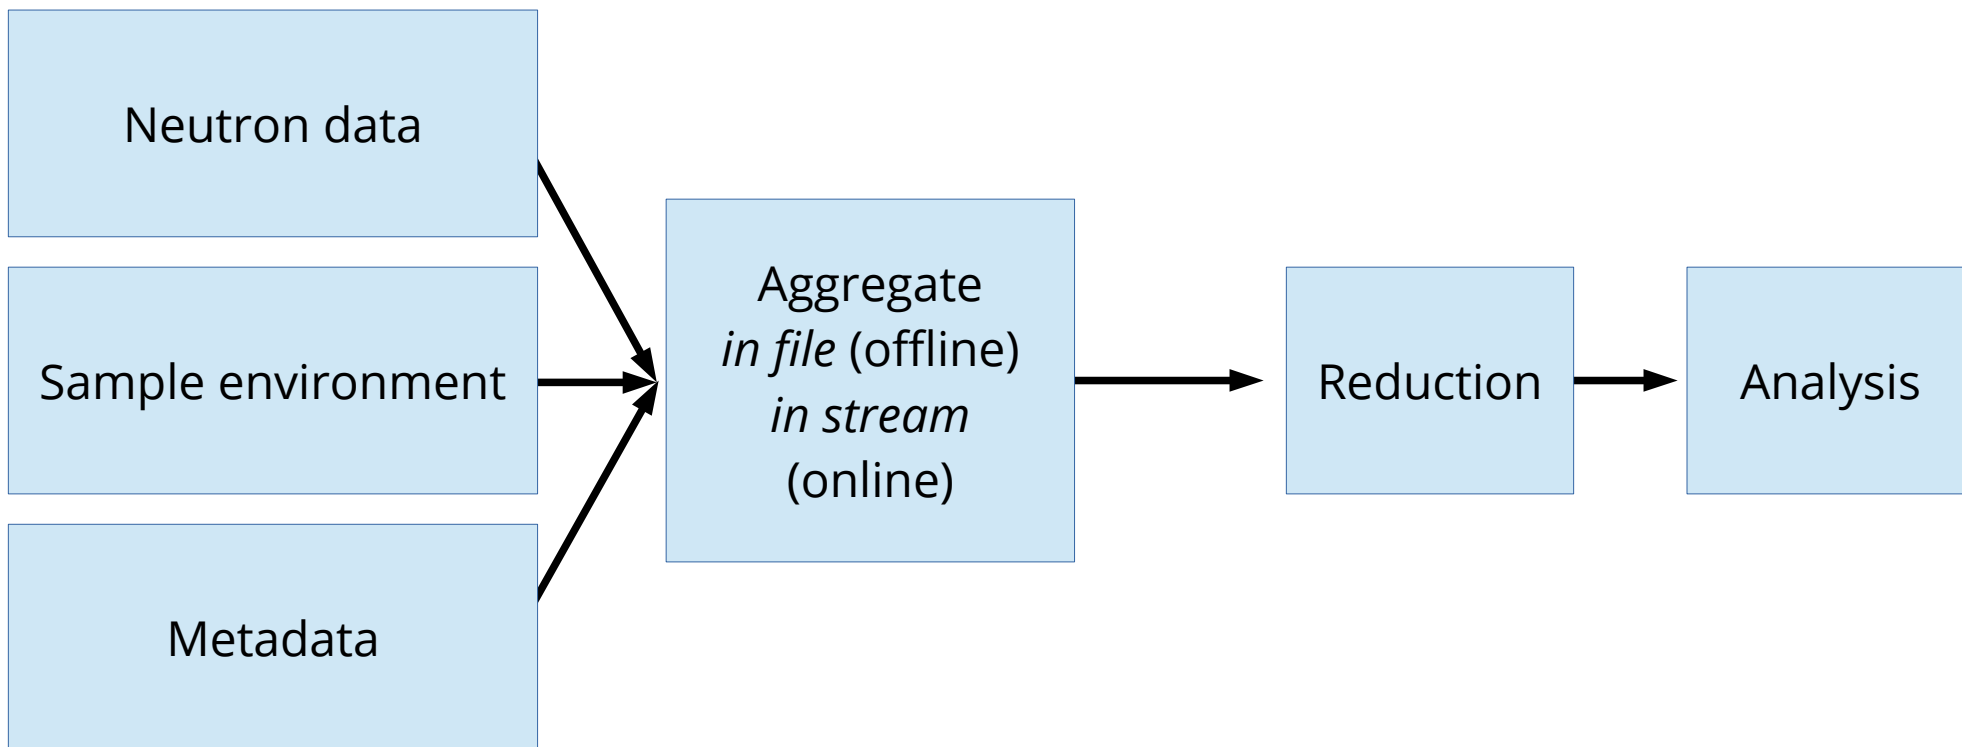 Neutron data
Sample environment
Metadata
Aggregate
in file (offline)
in stream
(online)
Reduction
Analysis